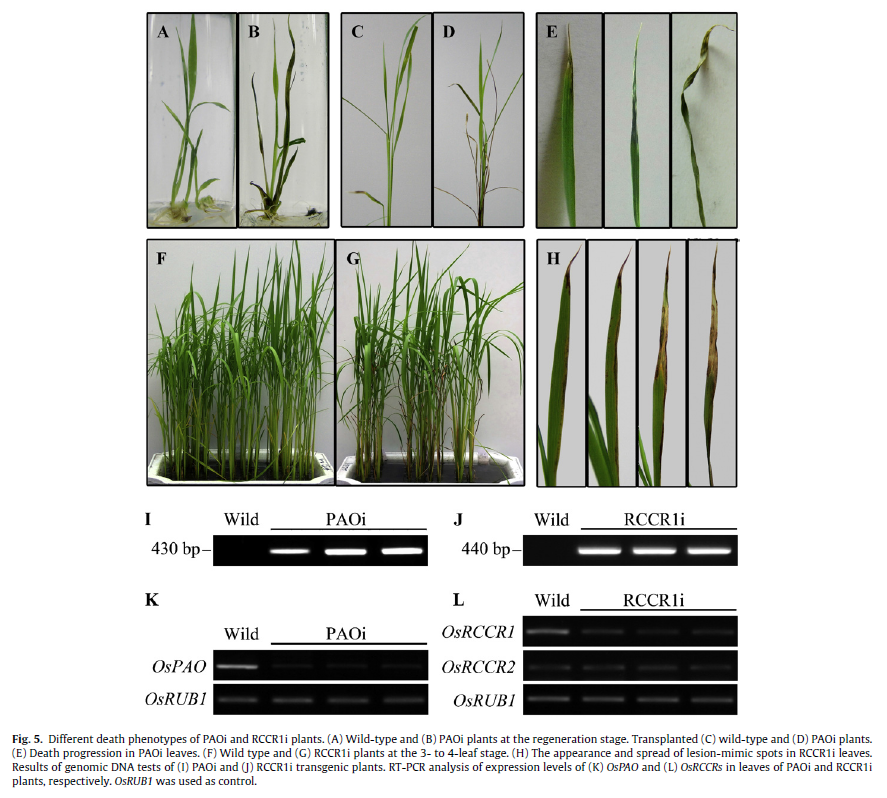 A B C D E
F G H
I Wild PAOi J Wild RCCR1i
430 bp– 440 bp–
K L
Wild PAOi Wild RCCR1i
OsRCCR1
OsPAO OsRCCR2
OsRUB1 OsRUB1
Fig. 5. Different death phenotypes of PAOi and RCCR1i plants. (A) Wild-type and (B) PAOi plants at the regeneration stage. Transplanted (C) wild-type and (D) PAOi plants.
(E) Death progression in PAOi leaves. (F) Wild type and (G) RCCR1i plants at the 3- to 4-leaf stage. (H) The appearance and spread of lesion-mimic spots in RCCR1i leaves.
Results of genomic DNA tests of (I) PAOi and (J) RCCR1i transgenic plants. RT-PCR analysis of expression levels of (K) OsPAO and (L) OsRCCRs in leaves of PAOi and RCCR1i
plants, respectively. OsRUB1 was used as control.